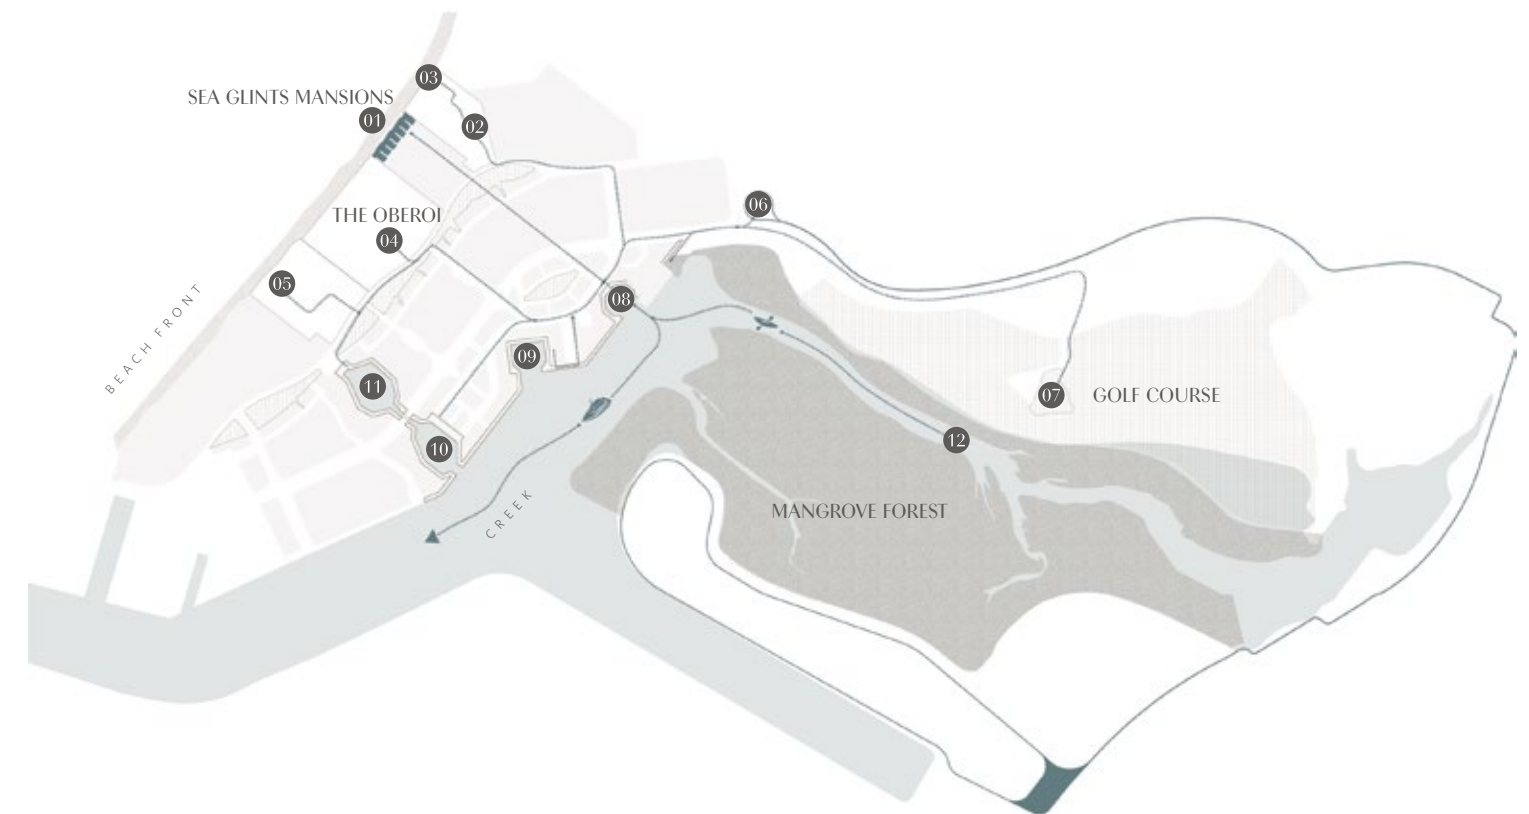 03
SEA GLINTS MANSIONS
01
02
06
THE OBEROI
04
05
08
BEACH FRONT
09
11
07
GOLF COURSE
10
12
CREEK
MANGROVE FOREST